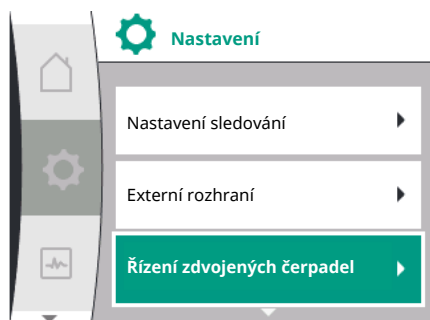 Nastavení
Nastavení sledování
Externí rozhraní
Řízení zdvojených čerpadel